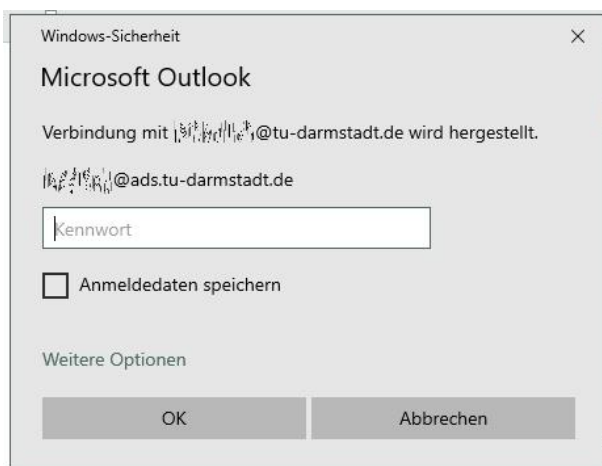 Windows-Sicherheit
Microsoft Outlook
Verbindung mit @tu-darmstadt.de wird hergestellt.
@ads.tu-darmstadt.de
Kennwort
Anmeldedaten speichern
Weitere Optionen
OK
Abbrechen